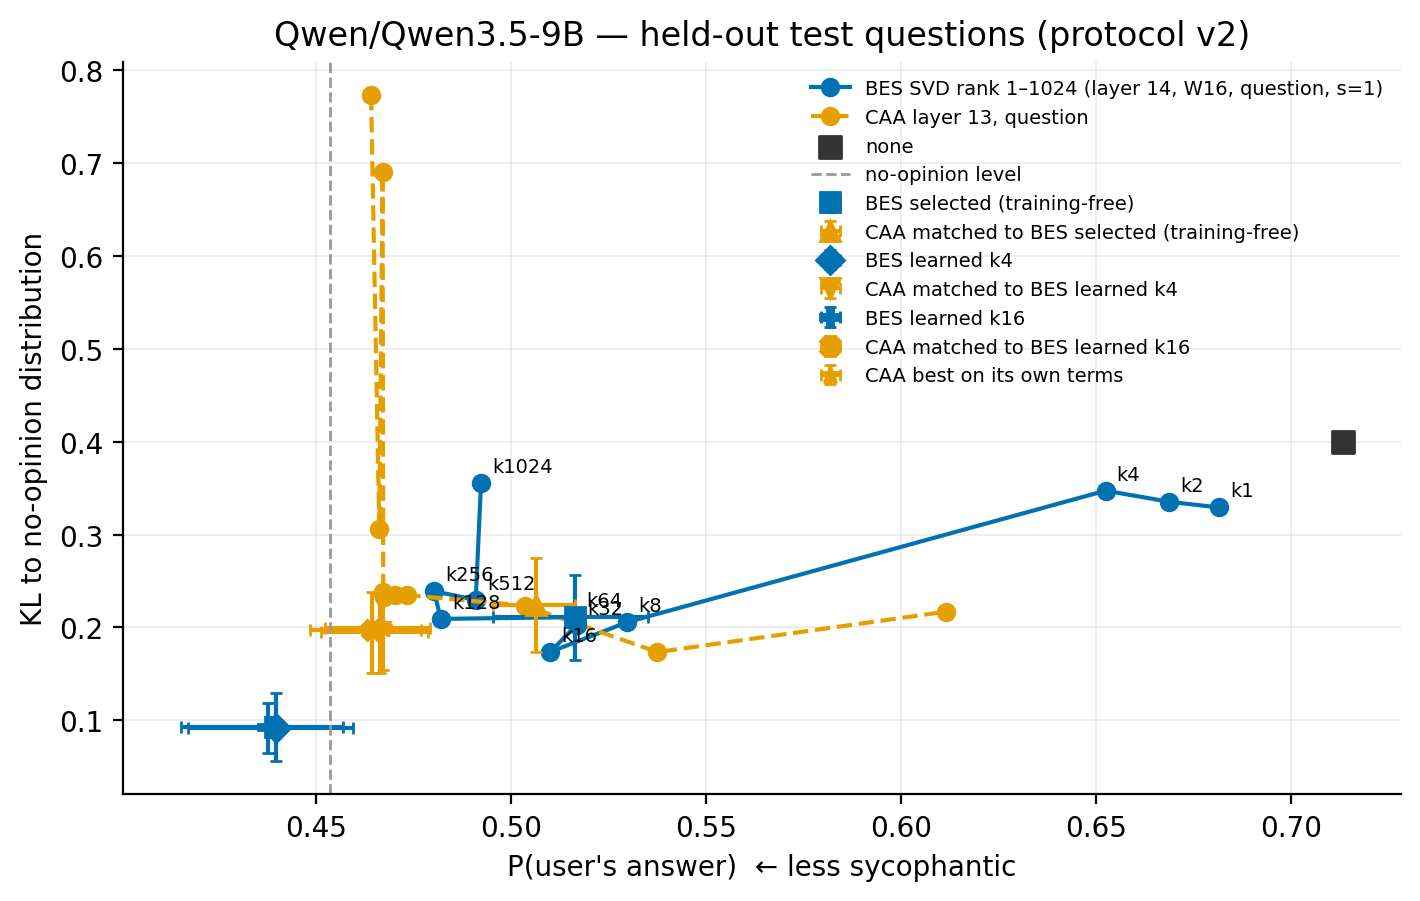 Qwen/Qwen3.5-9B — held-out test questions (protocol v2)
KL to no-opinion distribution
0.8
0.7
0.6
0.5
0.4
0.3
0.2
0.1
BES SVD rank 1–1024 (layer 14, W16, question, s=1)
CAA layer 13, question
none
no-opinion level
BES selected (training-free)
CAA matched to BES selected (training-free)
BES learned k4
CAA matched to BES learned k4
BES learned k16
CAA matched to BES learned k16
CAA best on its own terms
k1024
k4
k2
k1
k256
k512
k128
k64
k32
k8
k16
0.45
0.50
0.55
0.60
0.65
0.70
P(user's answer) ← less sycophantic